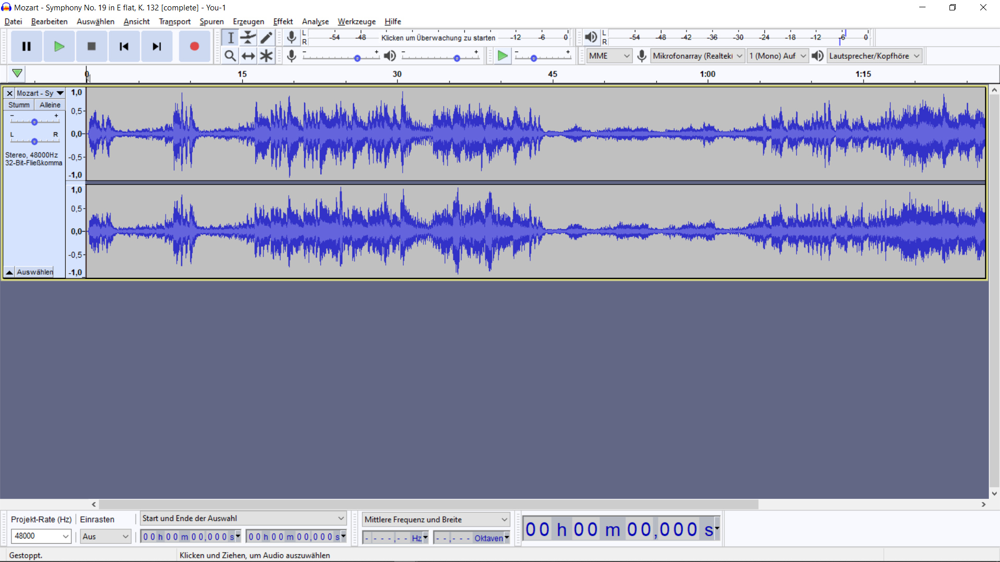 Mozart - Symphony No. 19 in E flat, K. 132 [complete] - You-1
Datei Bearbeiten Auswählen Ansicht Transport Spuren Erzeugen Effekt Analyse Werkzeuge Hilfe
L
R
-54 -48 Klicken um Überwachung zu starten -12 -6 0
L
R
-54 -48 -42 -36 -30 -24 -18 -12 -6 0
- + - + - +
MME Mikrofonarray (Realtek( 1 (Mono) Auf Lautsprecher/Kopfhöre
0 15 30 45 1:00 1:15
Mozart - Sy
Stumm Alleine
- +
L R
Stereo, 48000Hz
32-Bit-Fließkomma
Auswählen
1,0
0,5
0,0
-0,5
-1,0
1,0
0,5
0,0
-0,5
-1,0
Projekt-Rate (Hz) Einrasten Start und Ende der Auswahl Mittlere Frequenz und Breite
48000 Aus 00 h 00 m 00,000 s 00 h 00 m 00,000 s ----,-- Hz --,--- Oktaven 00 h 00 m 00,000 s
Gestoppt. Klicken und Ziehen, um Audio auszuwählen